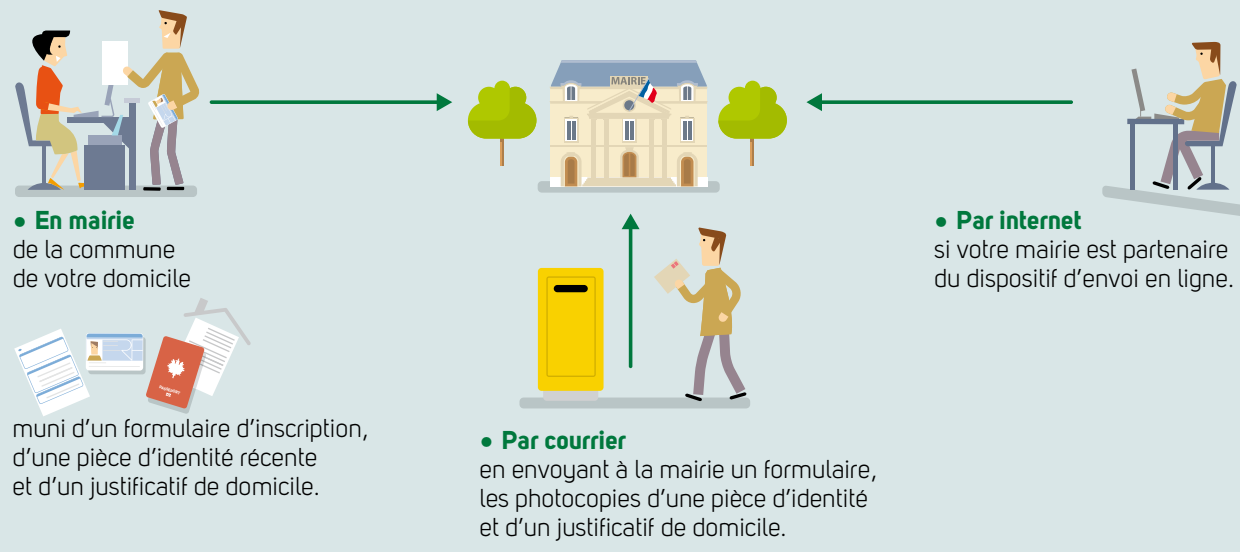 MAIRIE
• En mairie
de la commune
de votre domicile
muni d'un formulaire d'inscription,
d'une pièce d'identité récente
et d'un justificatif de domicile.
• Par courrier
en envoyant à la mairie un formulaire,
les photocopies d'une pièce d'identité
et d'un justificatif de domicile.
• Par internet
si votre mairie est partenaire
du dispositif d'envoi en ligne.